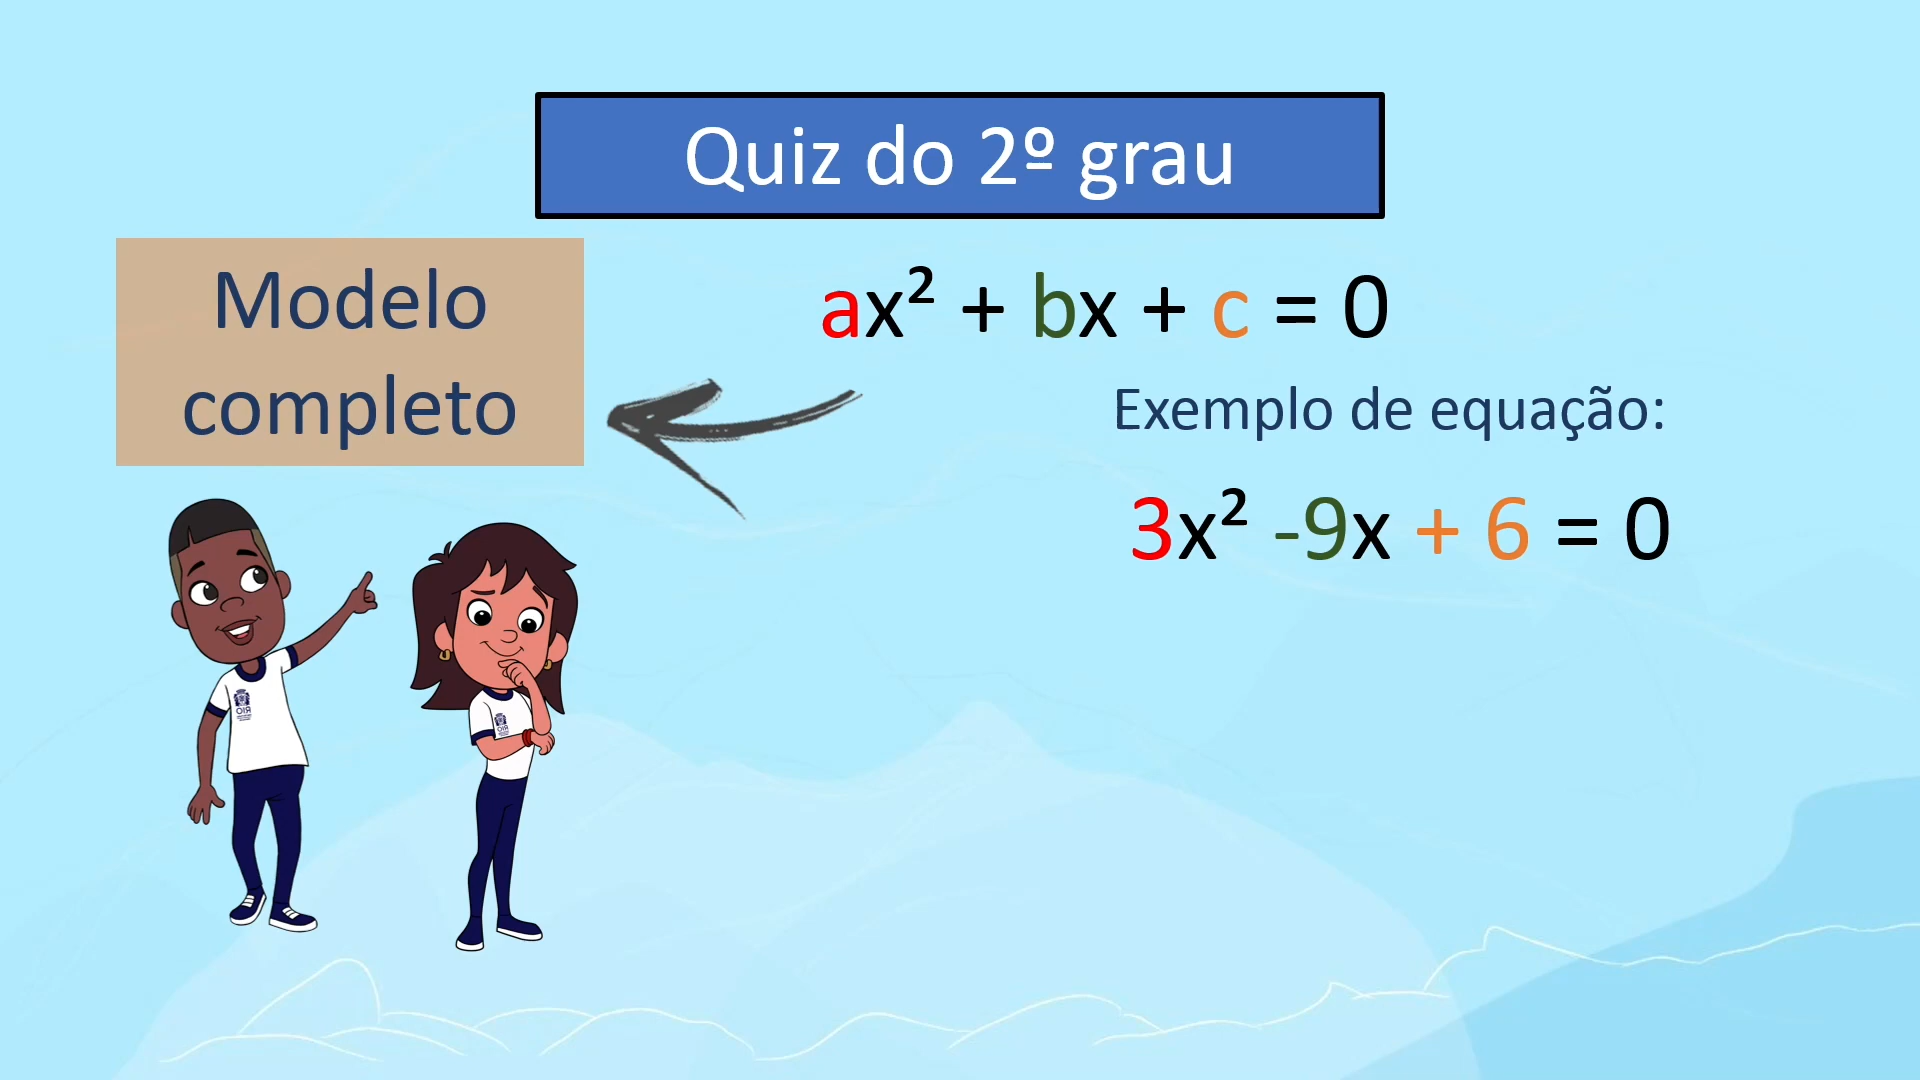 Quiz do 2º grau
Modelo
completo
ax² + bx + c = 0
Exemplo de equação:
3x² -9x + 6 = 0